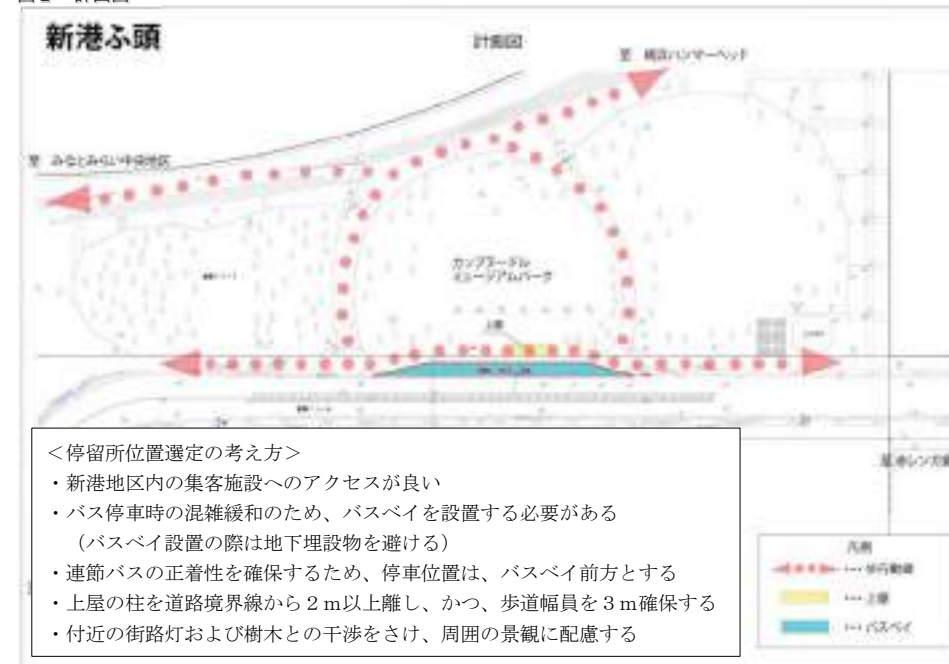 新港ふ頭
計画図
至 横浜ハンマーヘッド
至 みなとみらい中央地区
カップヌードル
ミュージアムパーク
上屋
＜停留所位置選定の考え方＞
・新港地区内の集客施設へのアクセスが良い
・バス停車時の混雑緩和のため、バスベイを設置する必要がある
（バスベイ設置の際は地下埋設物を避ける）
・連節バスの正着性を確保するため、停車位置は、バスベイ前方とする
・上屋の柱を道路境界線から２ｍ以上離し、かつ、歩道幅員を３ｍ確保する
・付近の街路灯および樹木との干渉をさけ、周囲の景観に配慮する
至 赤レンガ倉
凡例
・・・ 歩行動線
・・・ 上屋
・・・ バスベイ